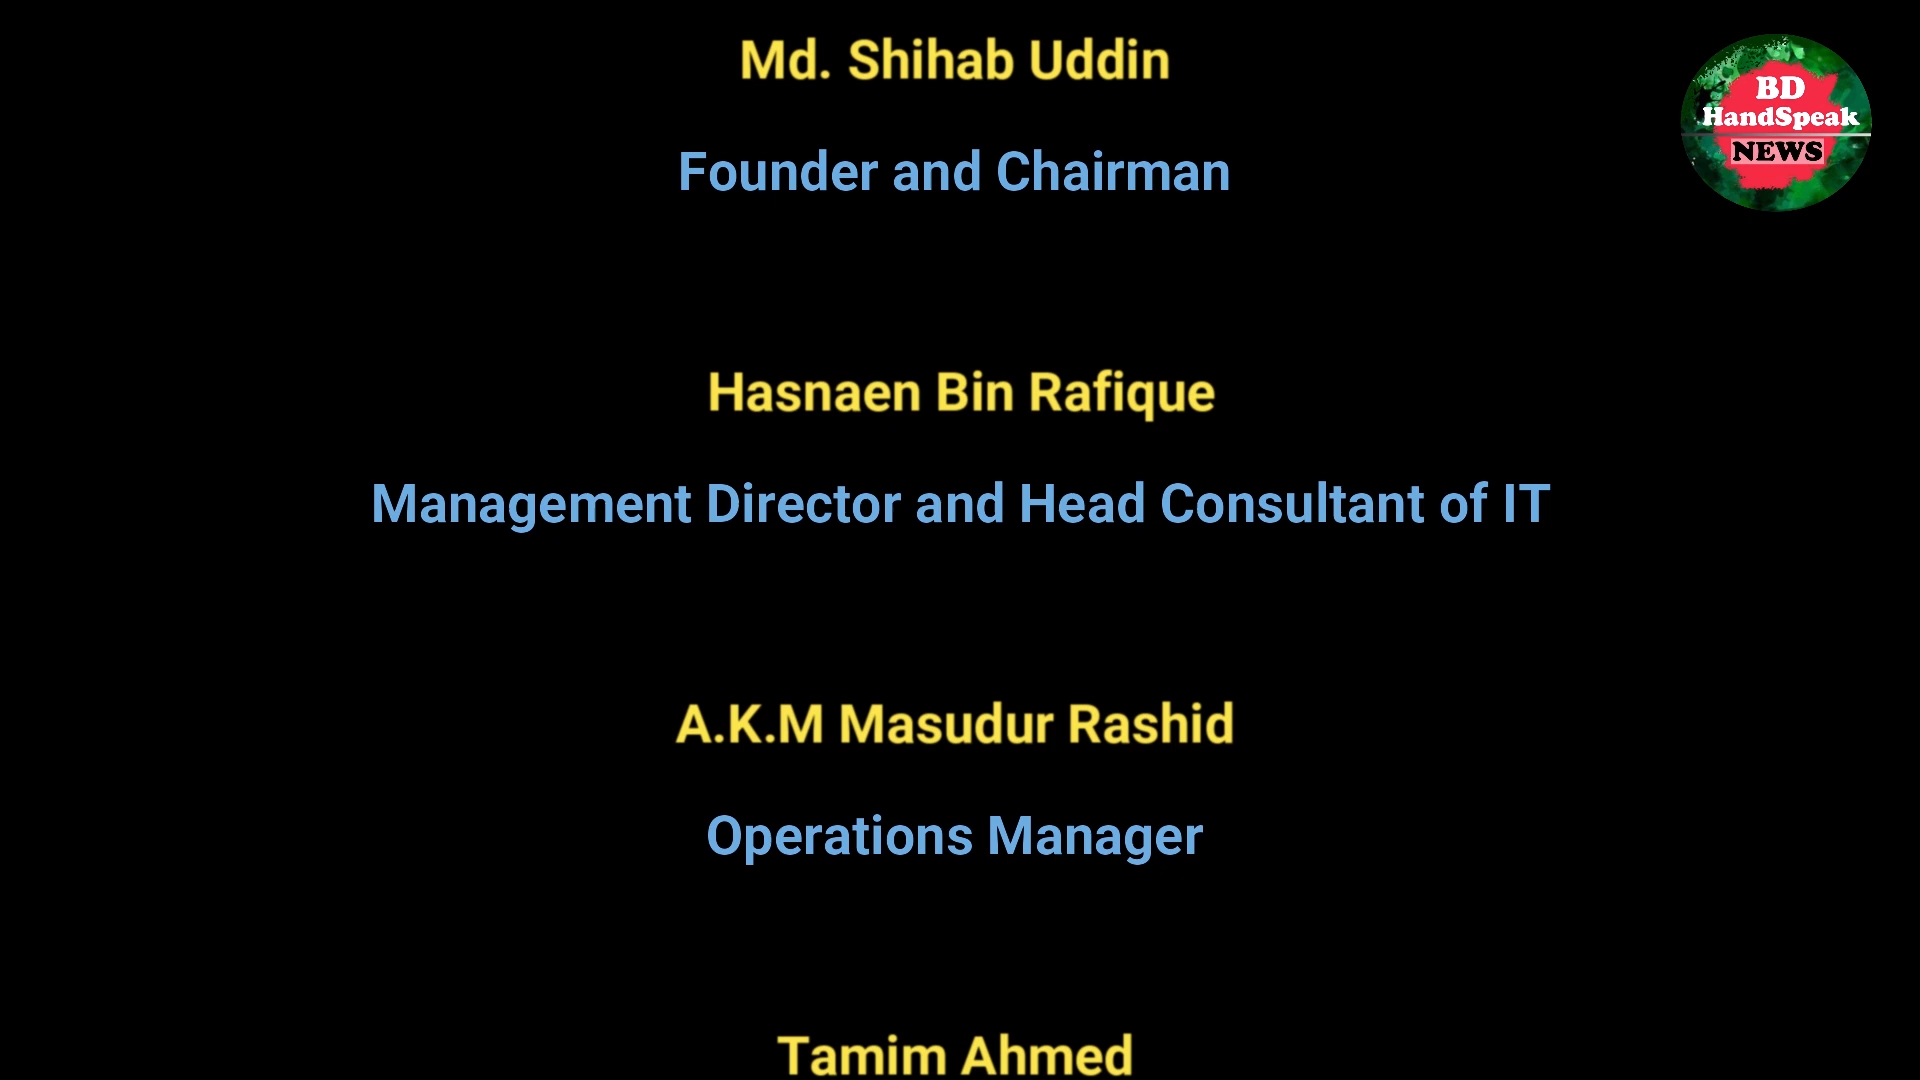 Md. Shihab Uddin
Founder and Chairman
BD
HandSpeak
NEWS
Hasnaen Bin Rafique
Management Director and Head Consultant of IT
A.K.M Masudur Rashid
Operations Manager
Tamim Ahmed